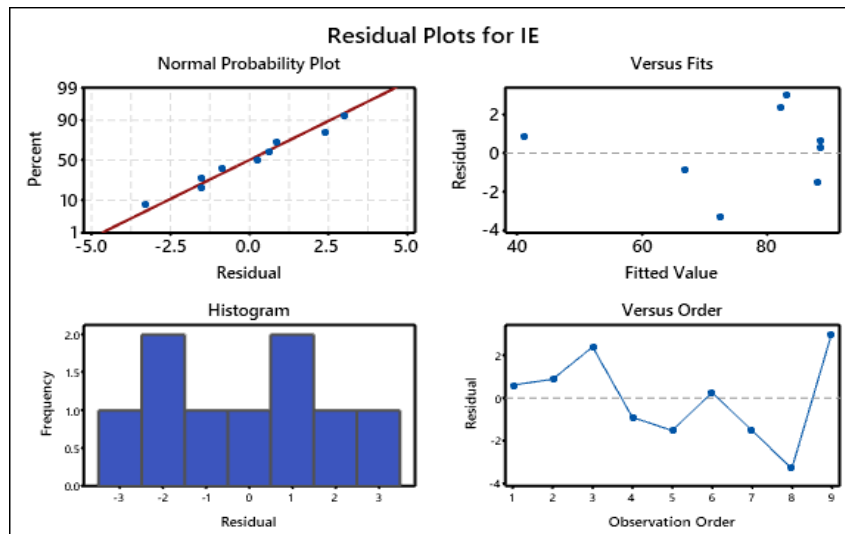 Residual Plots for IE
Normal Probability Plot
99
90
50
10
1
Percent
-5.0 -2.5 0.0 2.5 5.0
Residual
Versus Fits
2
0
-2
-4
Residual
40 60 80
Fitted Value
Histogram
2.0
1.5
1.0
0.5
0.0
Frequency
-3 -2 -1 0 1 2 3
Residual
Versus Order
2
0
-2
-4
Residual
1 2 3 4 5 6 7 8 9
Observation Order